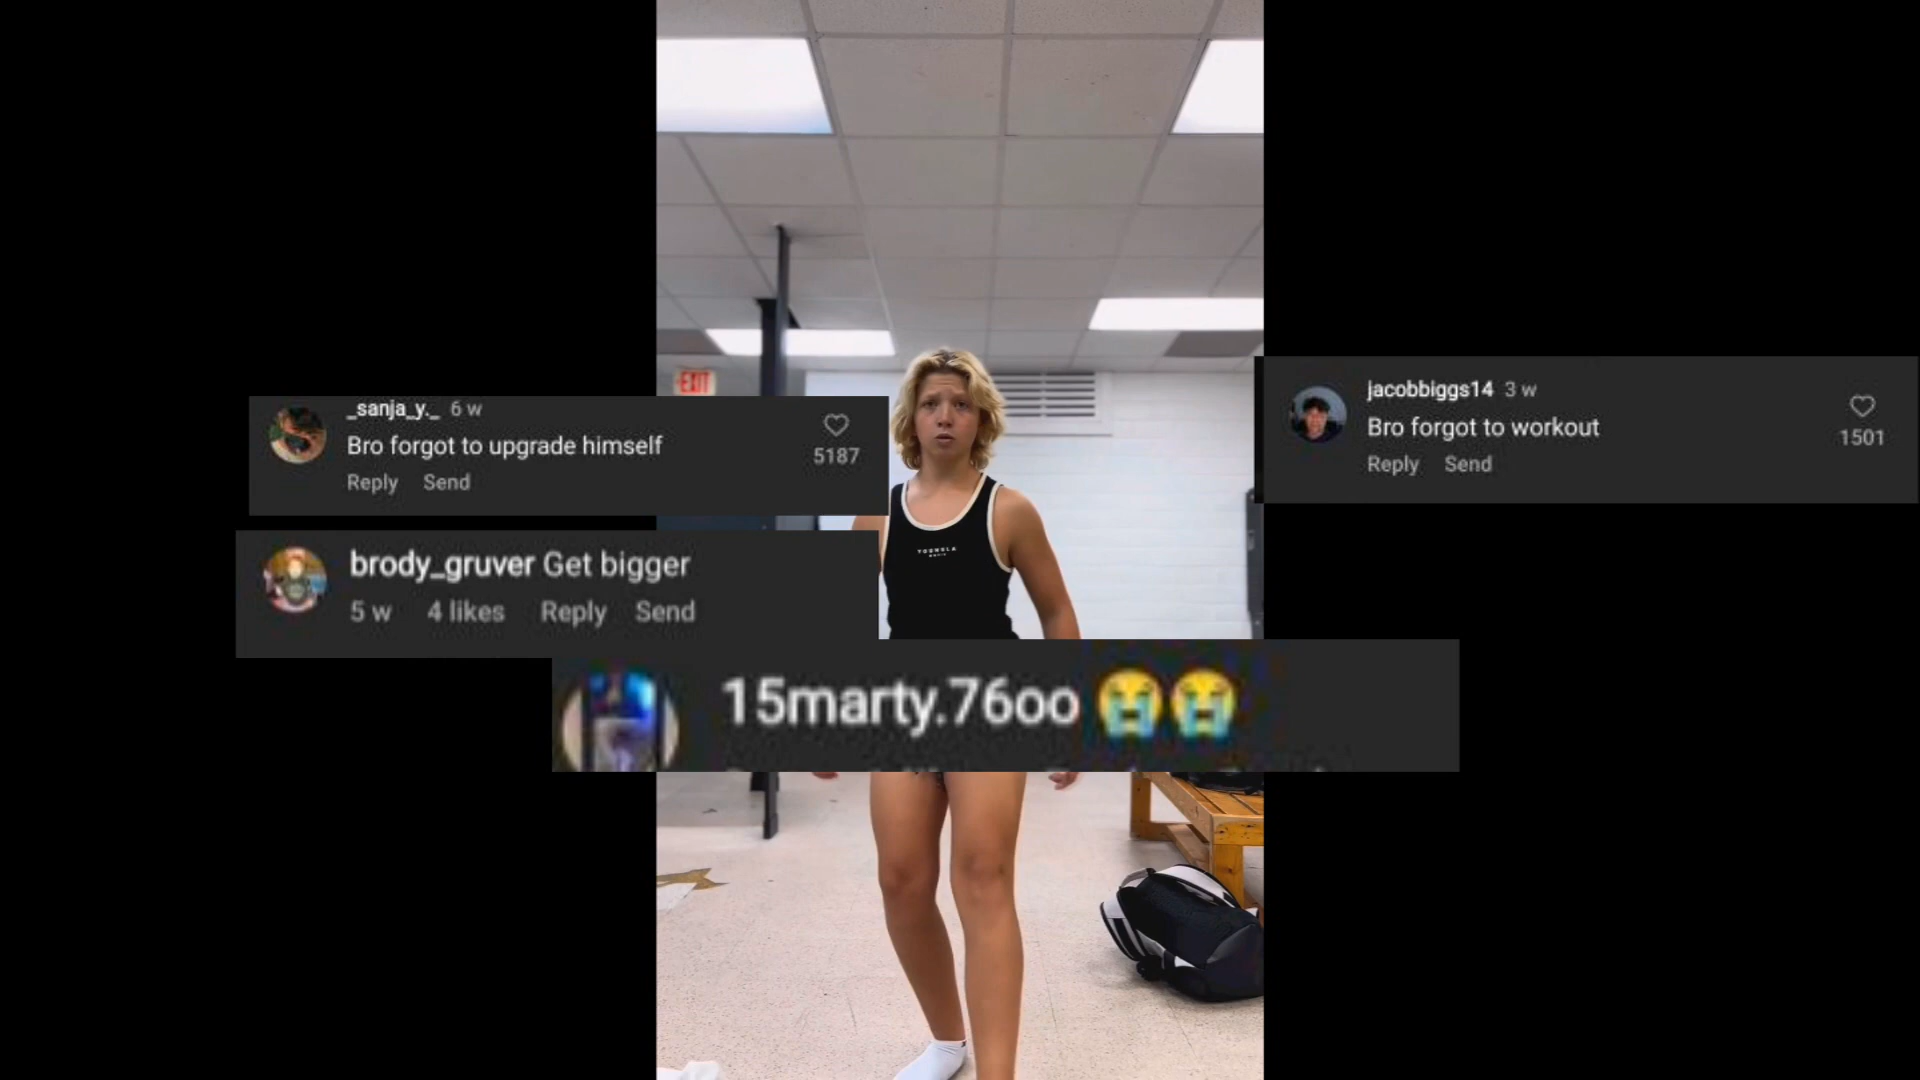 EXIT
_sanja_y._ 6 w
Bro forgot to upgrade himself
5187
Reply Send
jacobbiggs14 3 w
Bro forgot to workout
1501
Reply Send
brody_gruver Get bigger
5 w 4 likes Reply Send
YOUNGLA
15marty.76oo 😭😭